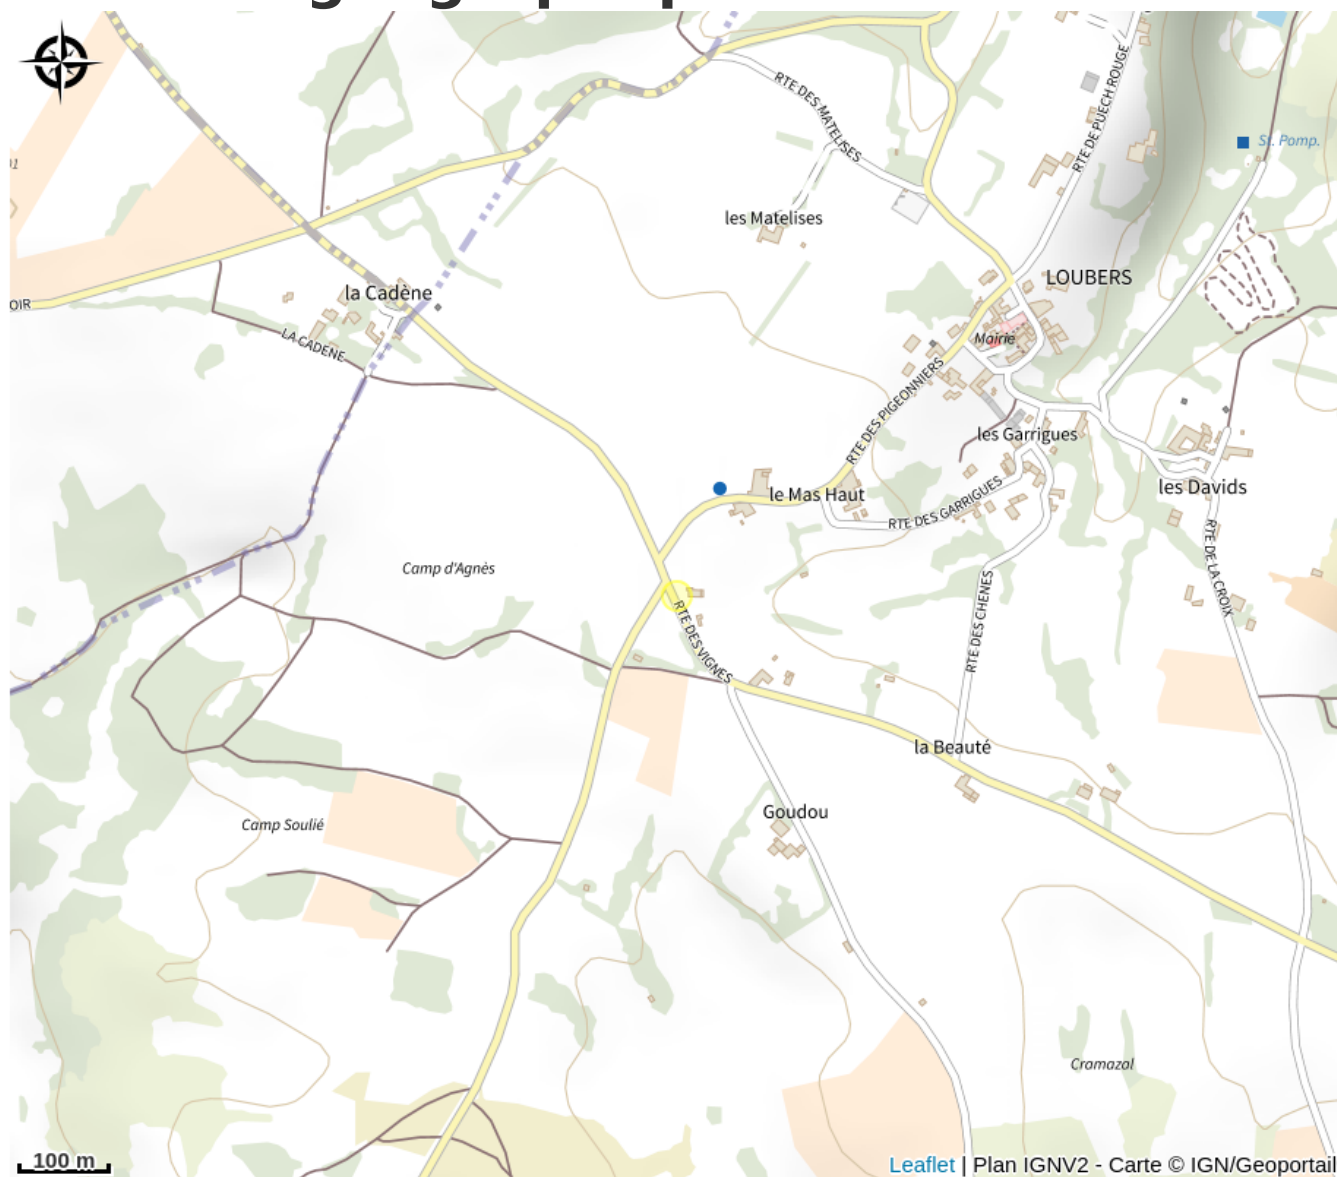 RTE DES MATELISES
RTE DE PUECH ROUGE
St. Pomp.
les Matelises
LOUBERS
la Cadène
OIR
LA CADENE
Mairie
RTE DES PIGEONNIERS
les Garrigues
le Mas Haut
RTE DES GARRIGUES
les Davids
Camp d'Agnès
RTE DES VIGNES
RTE DES CHENES
RTE DE LA CROIX
la Beauté
Goudou
Camp Soulié
Cramazal
100 m
Leaflet | Plan IGNV2 - Carte © IGN/Geoportail